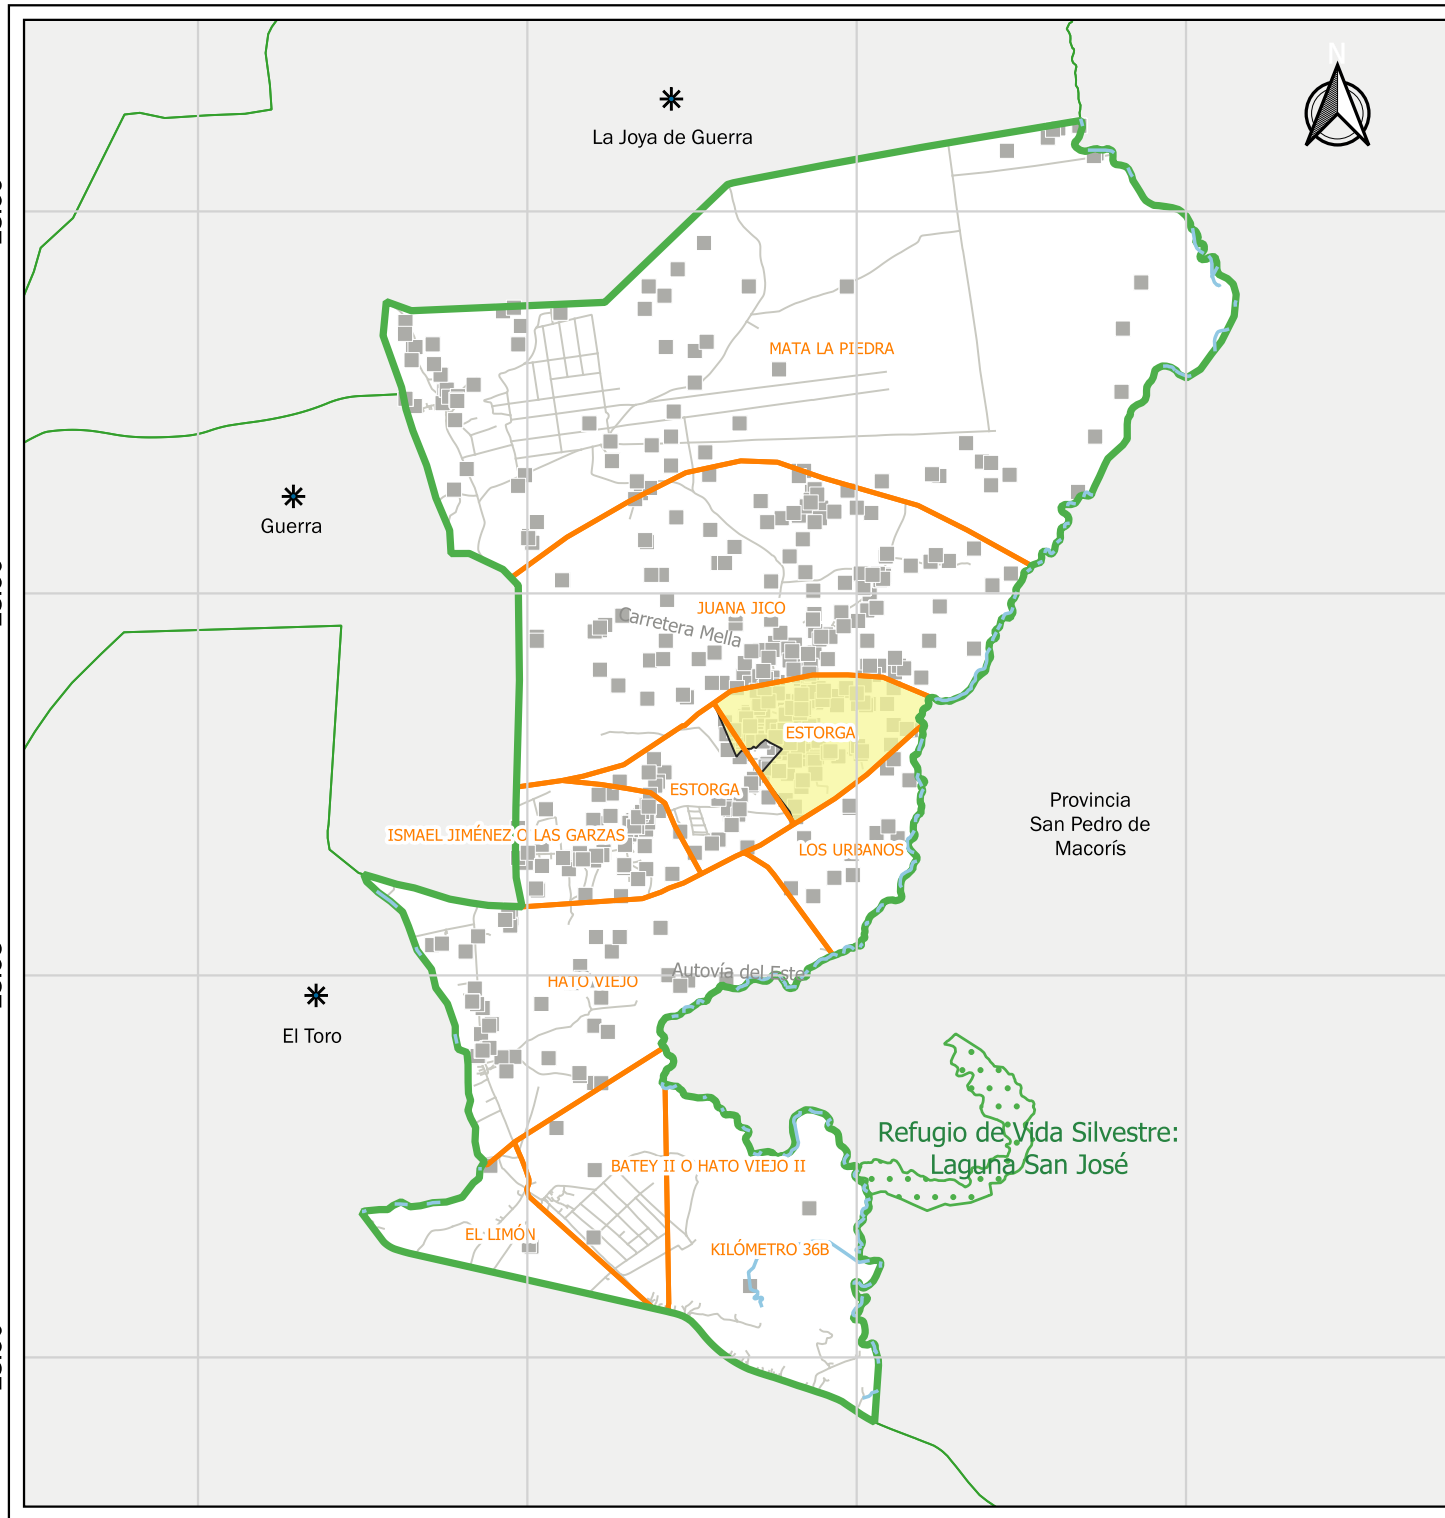 N
La Joya de Guerra
MATA LA PIEDRA
Guerra
JUANA JICO
Carretera Mella
ESTORGA
ESTORGA
Provincia
San Pedro de
Macorís
ISMAEL JIMÉNEZ O LAS GARZAS
LOS URBANOS
Autovía del Este
HATO VIEJO
El Toro
Refugio de Vida Silvestre:
Laguna San José
BATEY II O HATO VIEJO II
EL LIMÓN
KILÓMETRO 36B